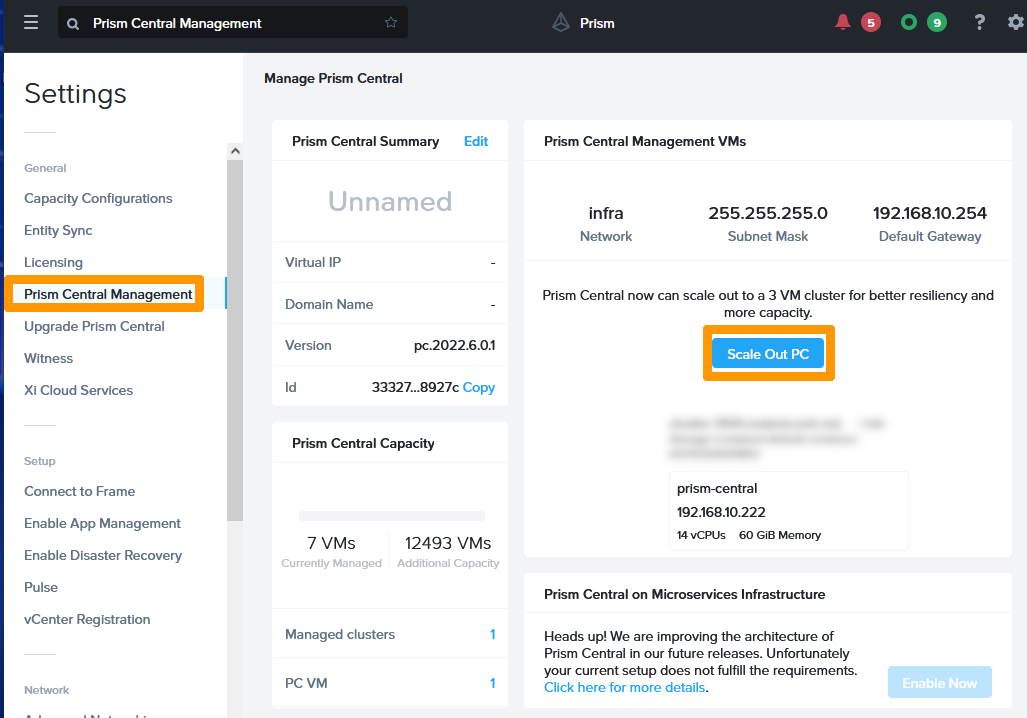 Prism Central Management
Prism
5
9
?
Settings
General
Capacity Configurations
Entity Sync
Licensing
Prism Central Management
Upgrade Prism Central
Witness
Xi Cloud Services
Setup
Connect to Frame
Enable App Management
Enable Disaster Recovery
Pulse
vCenter Registration
Network
Manage Prism Central
Prism Central Summary Edit
Unnamed
Virtual IP -
Domain Name -
Version pc.2022.6.0.1
Id 33327...8927c Copy
Prism Central Capacity
7 VMs 12493 VMs
Currently Managed Additional Capacity
Managed clusters 1
PC VM 1
Prism Central Management VMs
infra 255.255.255.0 192.168.10.254
Network Subnet Mask Default Gateway
Prism Central now can scale out to a 3 VM cluster for better resiliency and
more capacity.
Scale Out PC
prism-central
192.168.10.222
14 vCPUs 60 GiB Memory
Prism Central on Microservices Infrastructure
Heads up! We are improving the architecture of
Prism Central in our future releases. Unfortunately
your current setup does not fulfill the requirements.
Click here for more details.
Enable Now